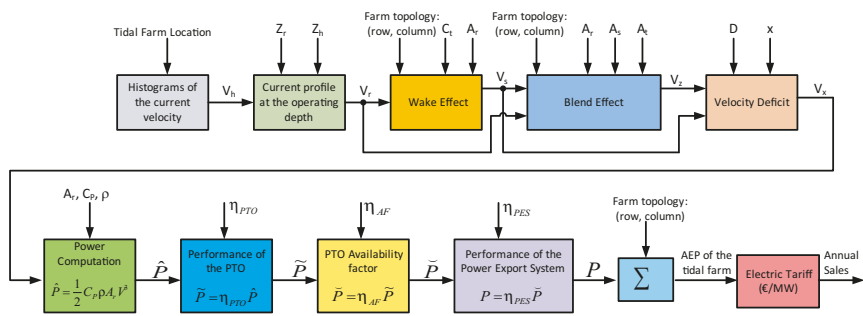 Tidal Farm Location
Z_r
Z_h
Farm topology:
(row, column)
C_t
A_r
Farm topology:
(row, column)
A_r
A_s
A_t
D
x
Histograms of
the current
velocity
V_h
Current profile
at the operating
depth
V_r
Wake Effect
V_s
Blend Effect
V_z
Velocity Deficit
V_x
A_r, C_P, ρ
η_PTO
η_AF
η_PES
Farm topology:
(row, column)
Power
Computation
P̂ = 1/2 C_P ρ A_r V³
P̂
Performance of
the PTO
P̃ = η_PTO P̂
P̃
PTO Availability
factor
P̆ = η_AF P̃
P̆
Performance of the
Power Export System
P = η_PES P̆
P
Σ
AEP of the
tidal farm
Electric Tariff
(€/MW)
Annual
Sales